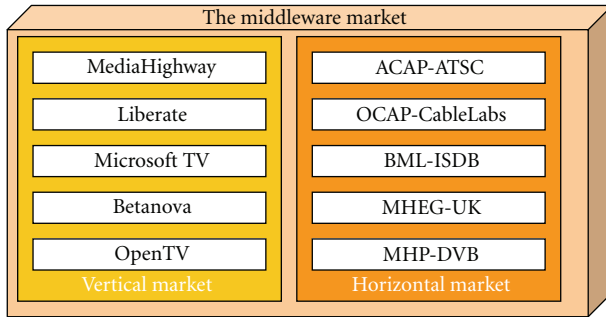 The middleware market
MediaHighway
Liberate
Microsoft TV
Betanova
OpenTV
Vertical market
ACAP-ATSC
OCAP-CableLabs
BML-ISDB
MHEG-UK
MHP-DVB
Horizontal market